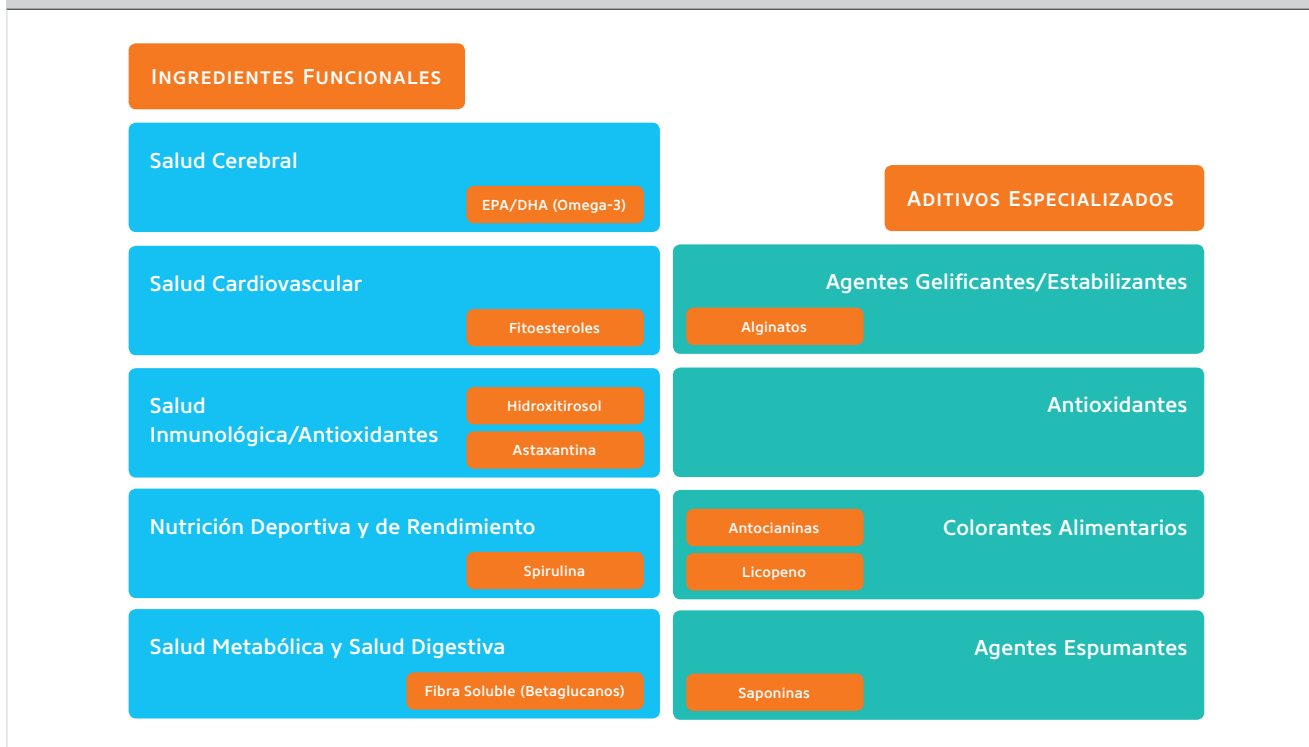 INGREDIENTES FUNCIONALES
Salud Cerebral
EPA/DHA (Omega-3)
Salud Cardiovascular
Fitoesteroles
Salud
Inmunológica/Antioxidantes
Hidroxitirosol
Astaxantina
Nutrición Deportiva y de Rendimiento
Spirulina
Salud Metabólica y Salud Digestiva
Fibra Soluble (Betaglucanos)
ADITIVOS ESPECIALIZADOS
Agentes Gelificantes/Estabilizantes
Alginatos
Antioxidantes
Colorantes Alimentarios
Antocianinas
Licopeno
Agentes Espumantes
Saponinas